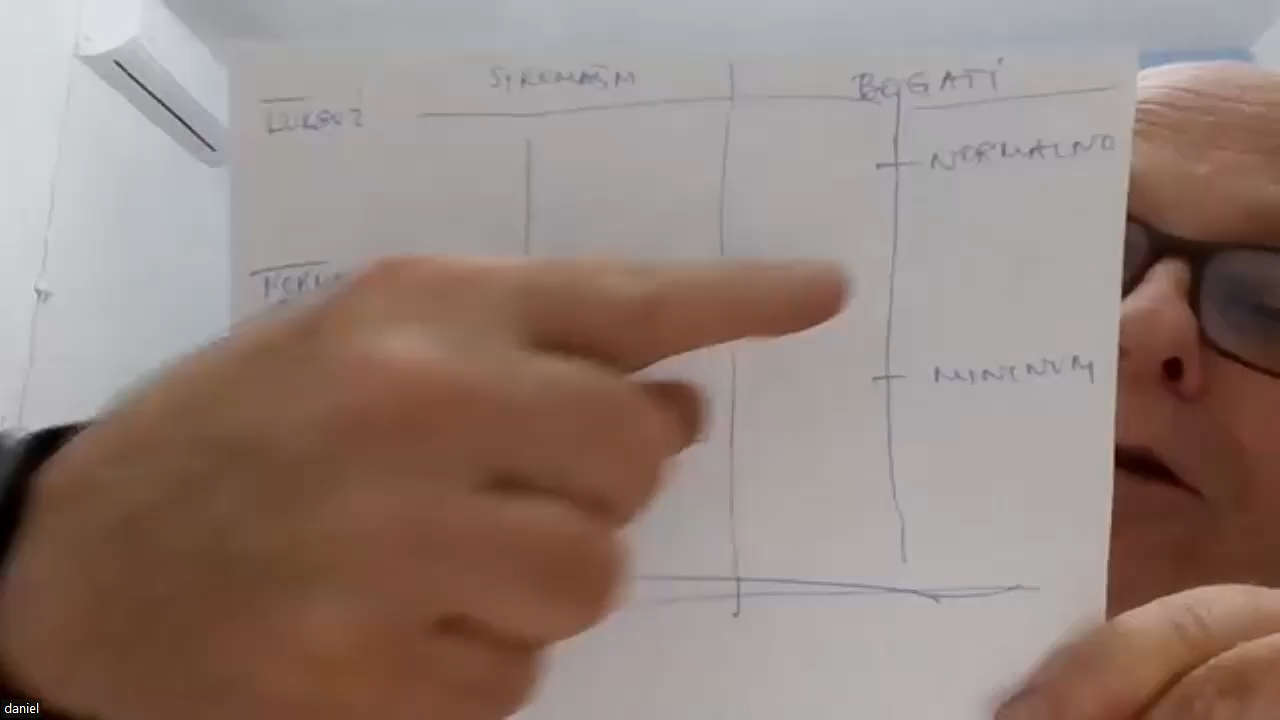 SIROMAŠNI BOGATI
LUKSUZ
NORMALNO
MINIMUM
daniel